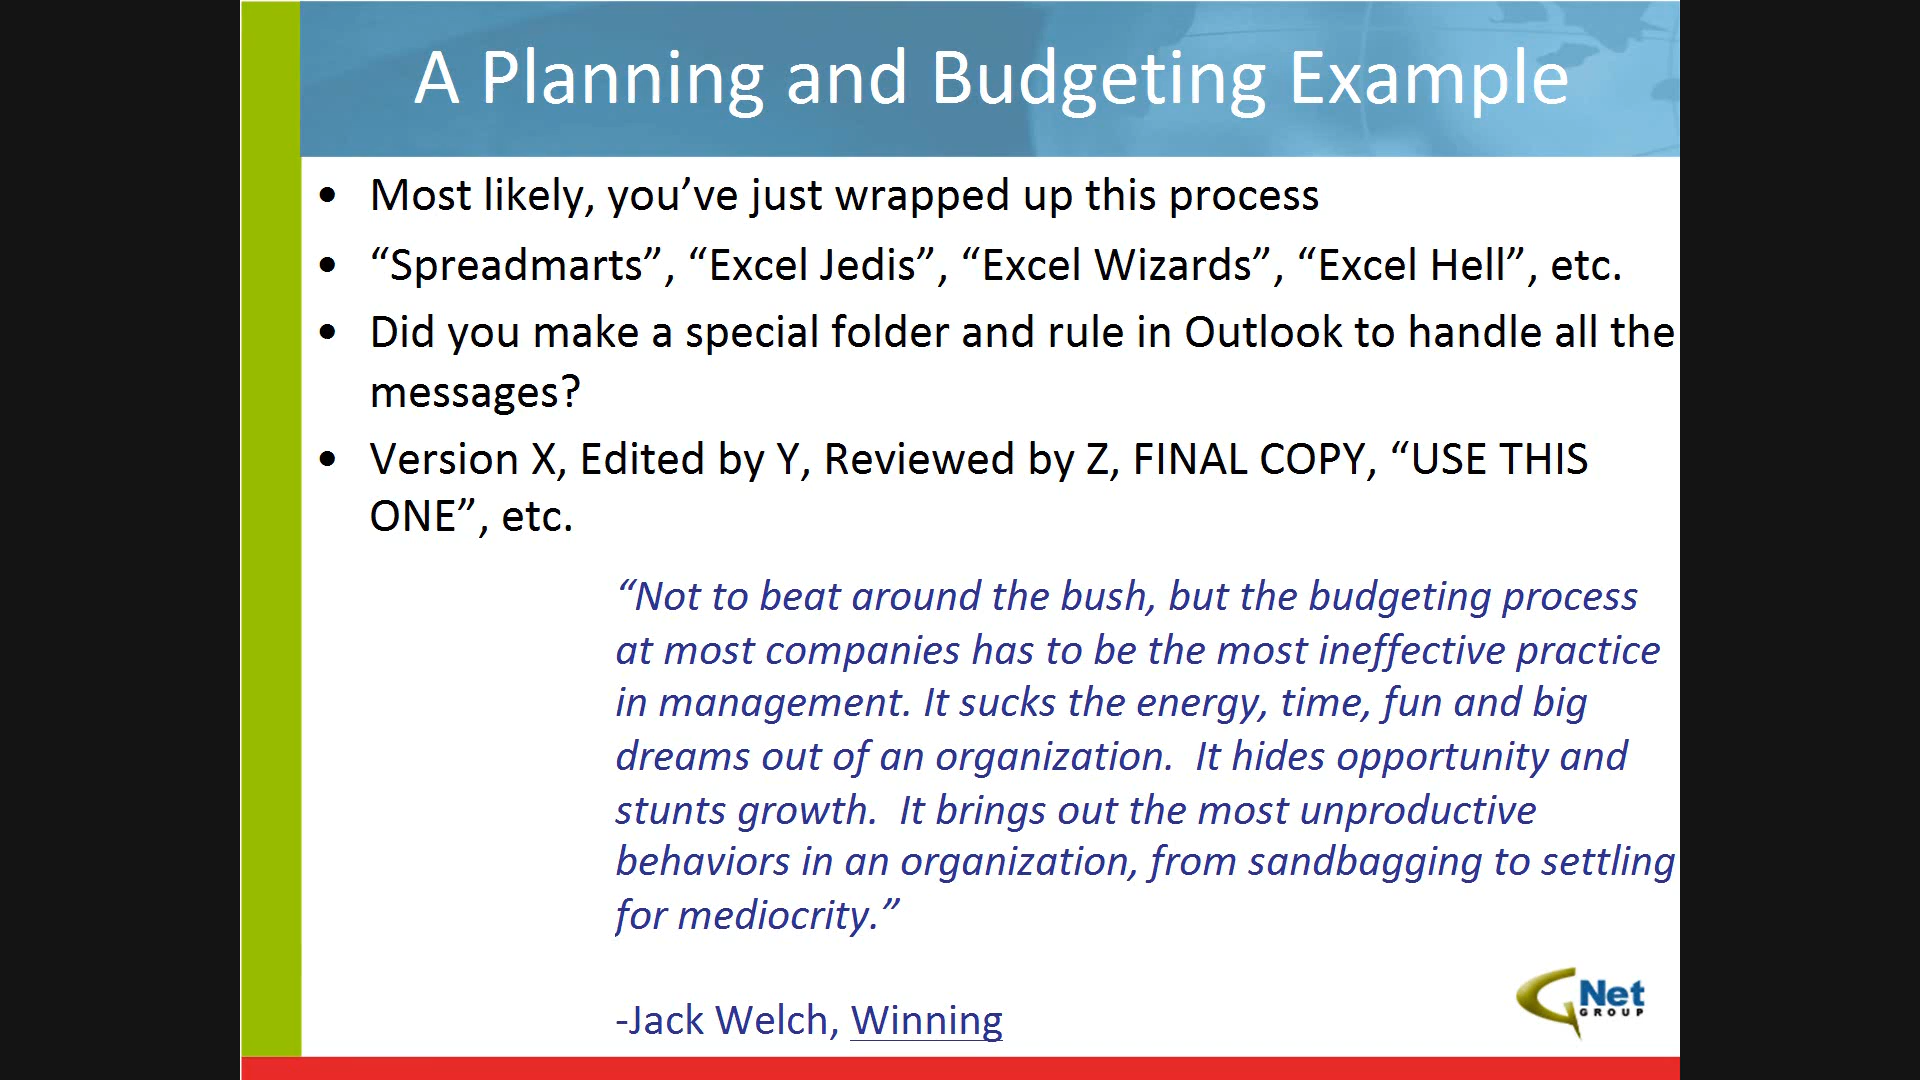 A Planning and Budgeting Example
• Most likely, you’ve just wrapped up this process
• “Spreadmarts”, “Excel Jedis”, “Excel Wizards”, “Excel Hell”, etc.
• Did you make a special folder and rule in Outlook to handle all the
messages?
• Version X, Edited by Y, Reviewed by Z, FINAL COPY, “USE THIS
ONE”, etc.
“Not to beat around the bush, but the budgeting process
at most companies has to be the most ineffective practice
in management. It sucks the energy, time, fun and big
dreams out of an organization.  It hides opportunity and
stunts growth.  It brings out the most unproductive
behaviors in an organization, from sandbagging to settling
for mediocrity.”
-Jack Welch, Winning
Net
GROUP